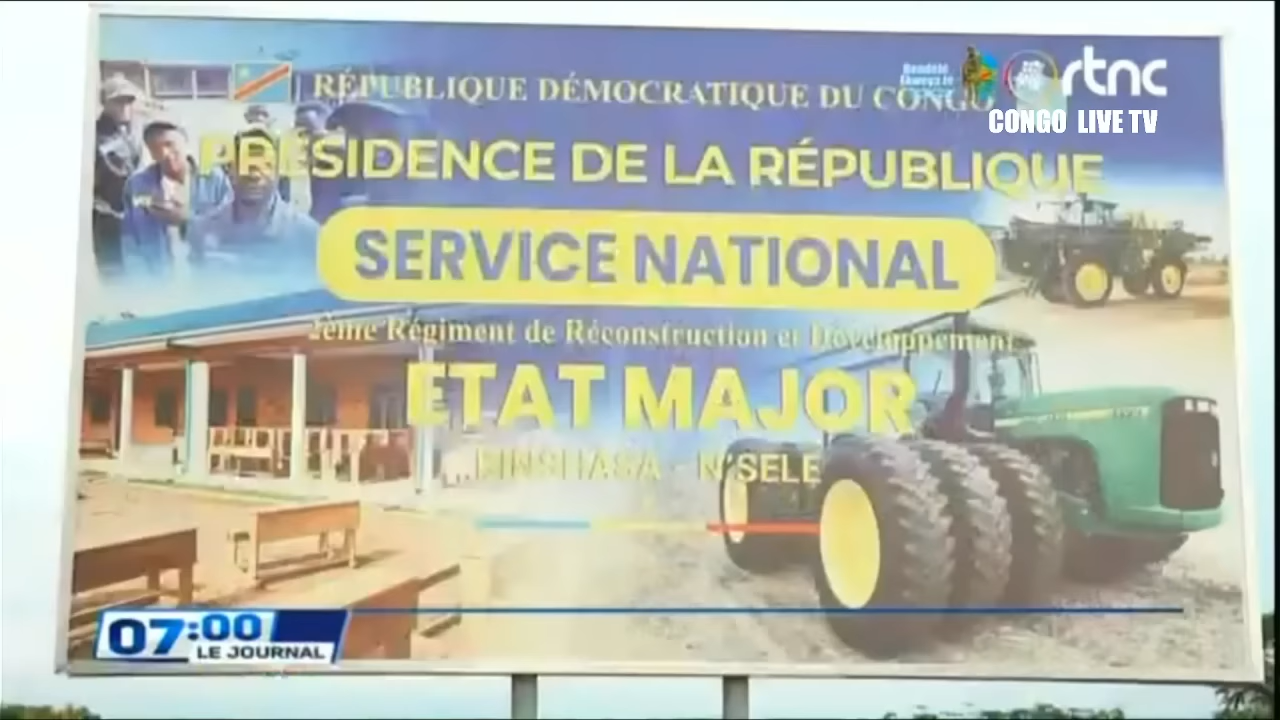 RÉPUBLIQUE DÉMOCRATIQUE DU CONGO
rtnc
CONGO LIVE TV
PRÉSIDENCE DE LA RÉPUBLIQUE
SERVICE NATIONAL
2ème Régiment de Réconstruction et Développement
ETAT MAJOR
KINSHASA - N'SELE
07:00
LE JOURNAL